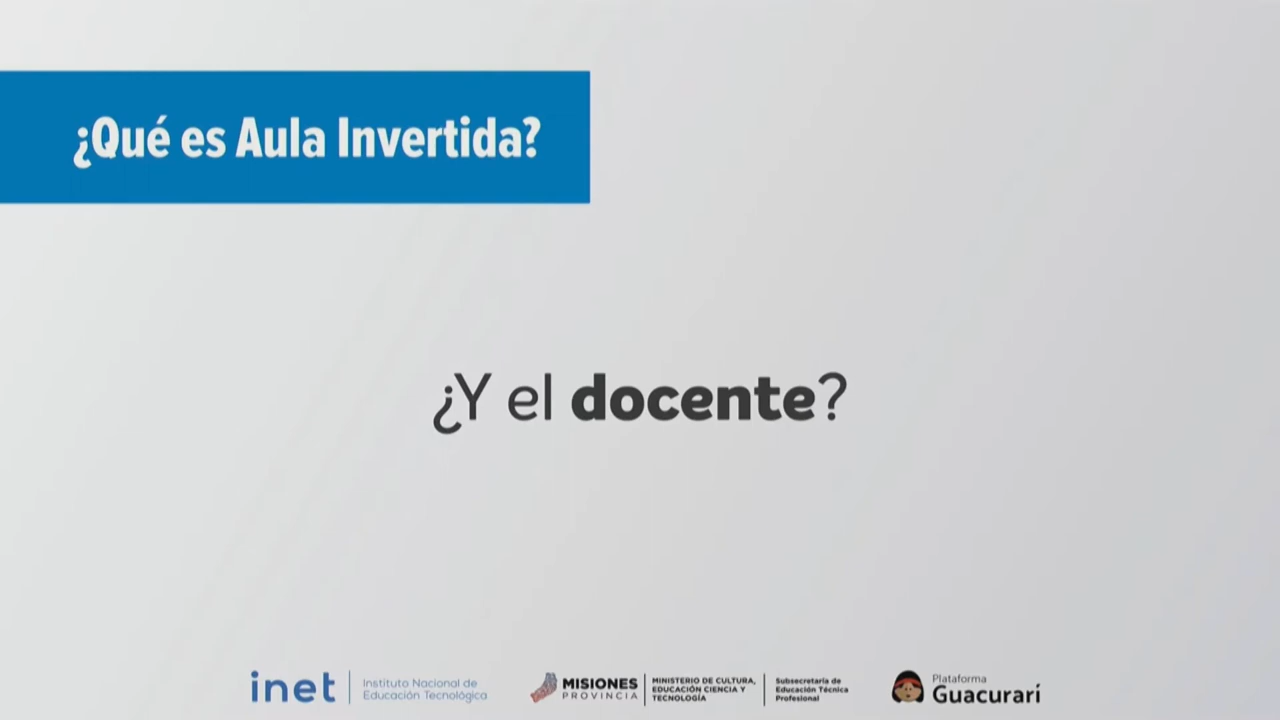 ¿Qué es Aula Invertida?
¿Y el docente?
inet
Instituto Nacional de
Educación Tecnológica
MISIONES
PROVINCIA
MINISTERIO DE CULTURA,
EDUCACIÓN CIENCIA Y
TECNOLOGÍA
Subsecretaría de
Educación Técnica
Profesional
Plataforma
Guacurarí